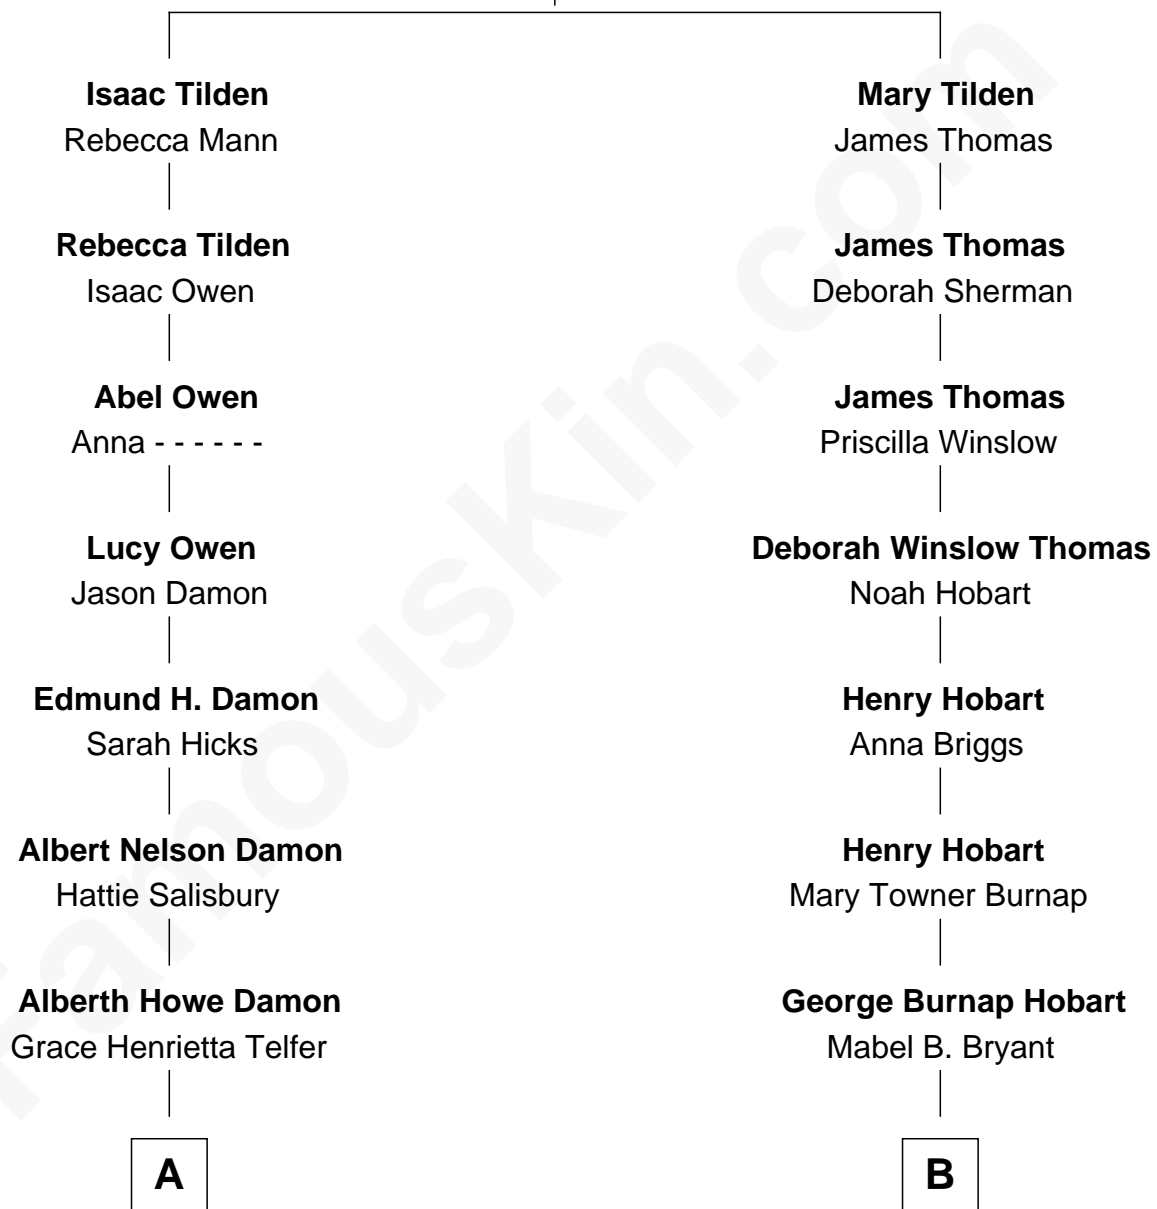 Isaac Tilden
Rebecca Mann
Rebecca Tilden
Isaac Owen
Abel Owen
Anna - - - - - -
Lucy Owen
Jason Damon
Edmund H. Damon
Sarah Hicks
Albert Nelson Damon
Hattie Salisbury
Alberth Howe Damon
Grace Henrietta Telfer
A
Mary Tilden
James Thomas
James Thomas
Deborah Sherman
James Thomas
Priscilla Winslow
Deborah Winslow Thomas
Noah Hobart
Henry Hobart
Anna Briggs
Henry Hobart
Mary Towner Burnap
George Burnap Hobart
Mabel B. Bryant
B
FamousKin.com